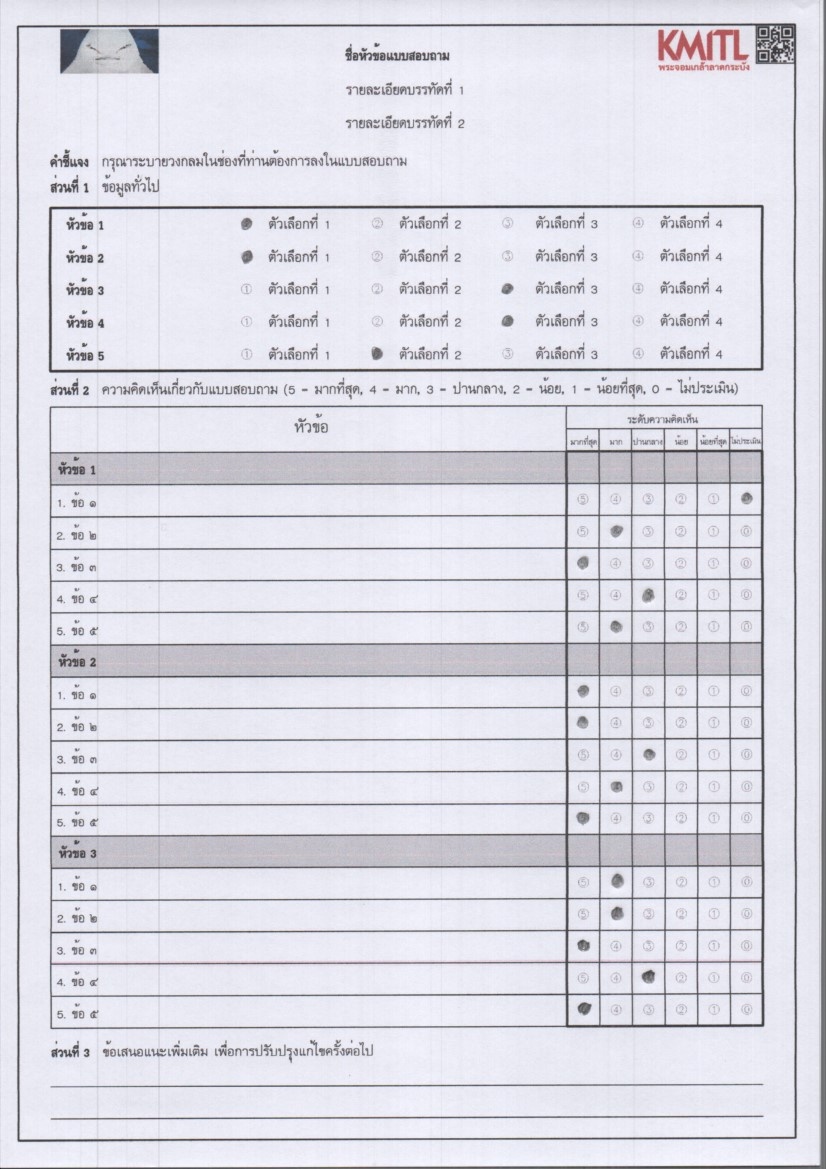 KMITL
พระจอมเกล้าลาดกระบัง
ชื่อหัวข้อแบบสอบถาม
รายละเอียดบรรทัดที่ 1
รายละเอียดบรรทัดที่ 2
คำชี้แจง กรุณาระบายวงกลมในช่องที่ท่านต้องการลงในแบบสอบถาม
ส่วนที่ 1 ข้อมูลทั่วไป
หัวข้อ 1 ตัวเลือกที่ 1 ② ตัวเลือกที่ 2 ③ ตัวเลือกที่ 3 ④ ตัวเลือกที่ 4
หัวข้อ 2 ตัวเลือกที่ 1 ② ตัวเลือกที่ 2 ③ ตัวเลือกที่ 3 ④ ตัวเลือกที่ 4
หัวข้อ 3 ① ตัวเลือกที่ 1 ② ตัวเลือกที่ 2 ตัวเลือกที่ 3 ④ ตัวเลือกที่ 4
หัวข้อ 4 ① ตัวเลือกที่ 1 ② ตัวเลือกที่ 2 ตัวเลือกที่ 3 ④ ตัวเลือกที่ 4
หัวข้อ 5 ① ตัวเลือกที่ 1 ตัวเลือกที่ 2 ③ ตัวเลือกที่ 3 ④ ตัวเลือกที่ 4
ส่วนที่ 2 ความคิดเห็นเกี่ยวกับแบบสอบถาม (5 - มากที่สุด, 4 - มาก, 3 - ปานกลาง, 2 - น้อย, 1 - น้อยที่สุด, 0 - ไม่ประเมิน)
หัวข้อ ระดับความคิดเห็น
มากที่สุด มาก ปานกลาง น้อย น้อยที่สุด ไม่ประเมิน
หัวข้อ 1
1. ข้อ ๑ ⑤ ④ ③ ② ①
2. ข้อ ๒ ⑤ ③ ② ① ⓪
3. ข้อ ๓ ④ ③ ② ① ⓪
4. ข้อ ๔ ⑤ ④ ② ① ⓪
5. ข้อ ๕ ⑤ ③ ② ① ⓪
หัวข้อ 2
1. ข้อ ๑ ④ ③ ② ① ⓪
2. ข้อ ๒ ④ ③ ② ① ⓪
3. ข้อ ๓ ⑤ ④ ② ① ⓪
4. ข้อ ๔ ⑤ ③ ② ① ⓪
5. ข้อ ๕ ④ ③ ② ① ⓪
หัวข้อ 3
1. ข้อ ๑ ⑤ ③ ② ① ⓪
2. ข้อ ๒ ⑤ ③ ② ① ⓪
3. ข้อ ๓ ④ ③ ② ① ⓪
4. ข้อ ๔ ⑤ ④ ② ① ⓪
5. ข้อ ๕ ④ ③ ② ① ⓪
ส่วนที่ 3 ข้อเสนอแนะเพิ่มเติม เพื่อการปรับปรุงแก้ไขครั้งต่อไป